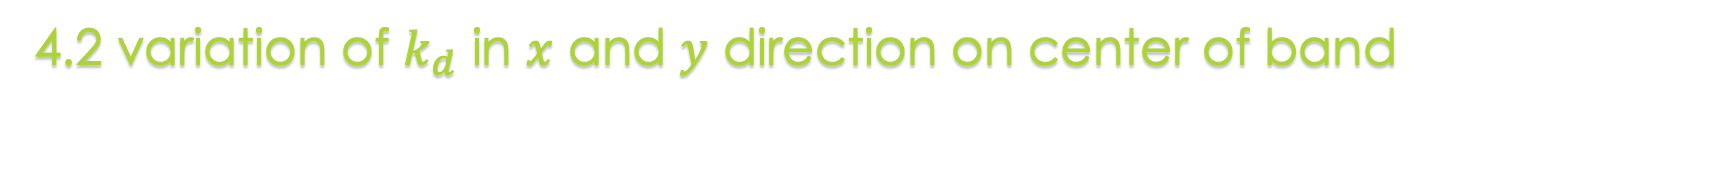 4.2 variation of k_d in x and y direction on center of band